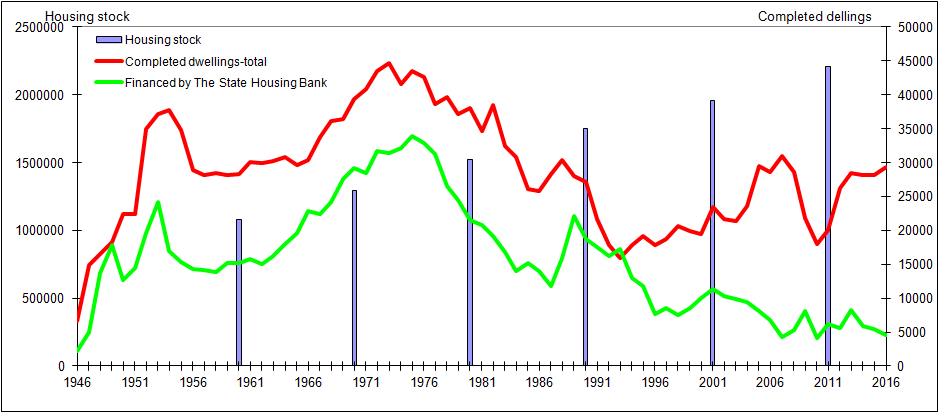 Housing stock Completed dellings
2500000 50000
Housing stock
45000
Completed dwellings-total
2000000 40000
Financed by The State Housing Bank
35000
1500000 30000
25000
1000000 20000
15000
500000 10000
5000
0 0
1946 1951 1956 1961 1966 1971 1976 1981 1986 1991 1996 2001 2006 2011 2016